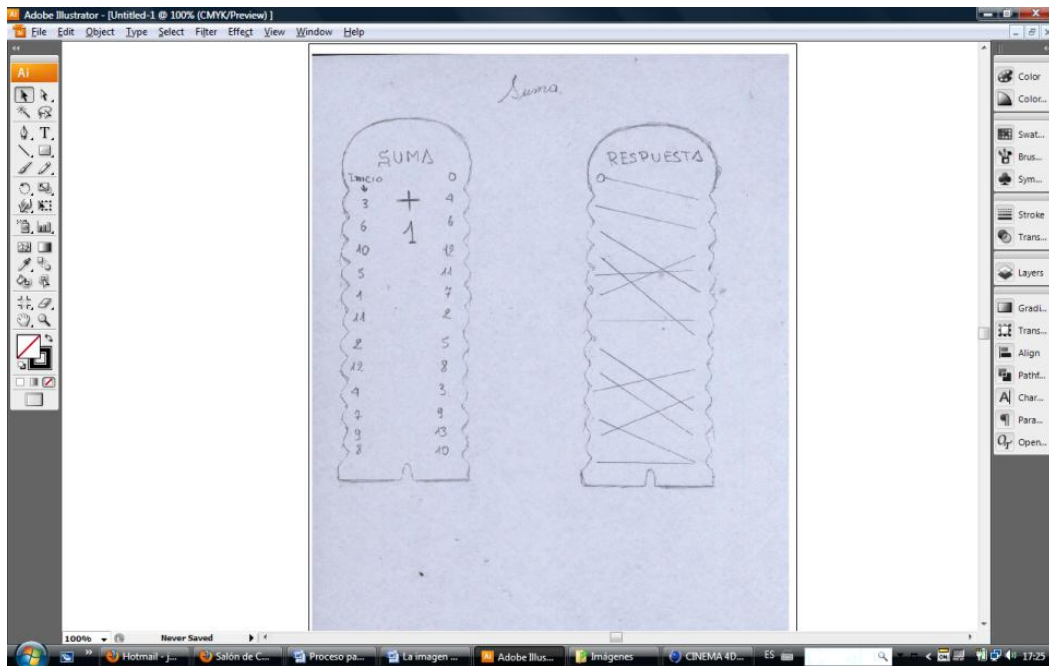 Adobe Illustrator - [Untitled-1 @ 100% (CMYK/Preview) ]
File Edit Object Type Select Filter Effect View Window Help
Ai
Suma
SUMA
Inicio 0
3 + 4
6 1 6
10 12
5 11
1 7
11 2
2 5
12 8
4 3
7 9
9 13
8 10
RESPUESTA
Color
Color...
Swat...
Brus...
Sym...
Stroke
Trans...
Layers
Gradi...
Trans...
Align
Pathf...
Char...
Para...
Open...
100% Never Saved
Hotmail - j... Salón de C... Proceso pa... La imagen ... Adobe Illus... Imágenes CINEMA 4D... ES 17:25